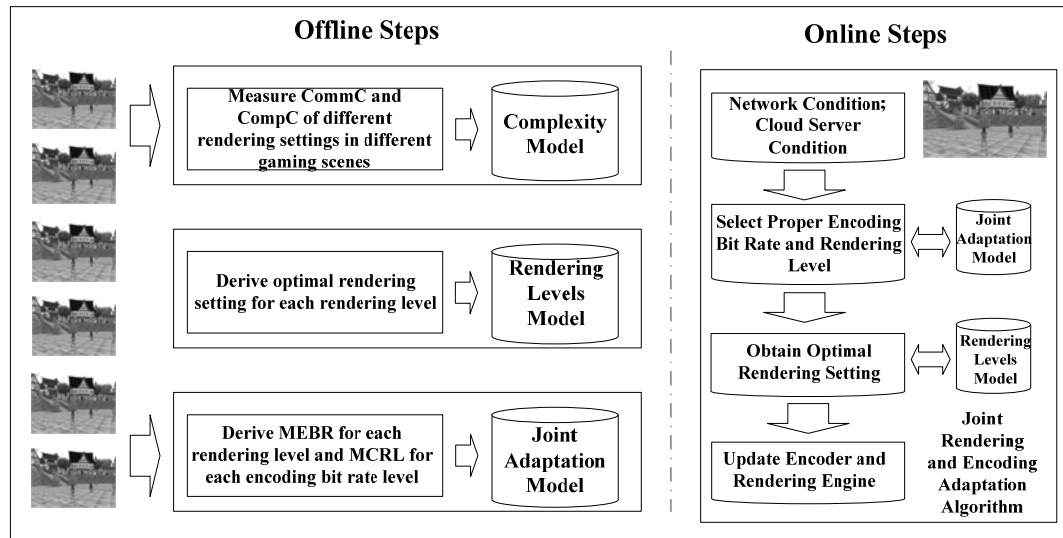 Offline Steps
Measure CommC and
CompC of different
rendering settings in different
gaming scenes
Complexity
Model
Derive optimal rendering
setting for each rendering level
Rendering
Levels
Model
Derive MEBR for each
rendering level and MCRL for
each encoding bit rate level
Joint
Adaptation
Model
Online Steps
Network Condition;
Cloud Server
Condition
Select Proper Encoding
Bit Rate and Rendering
Level
Joint
Adaptation
Model
Obtain Optimal
Rendering Setting
Rendering
Levels
Model
Update Encoder and
Rendering Engine
Joint
Rendering
and Encoding
Adaptation
Algorithm